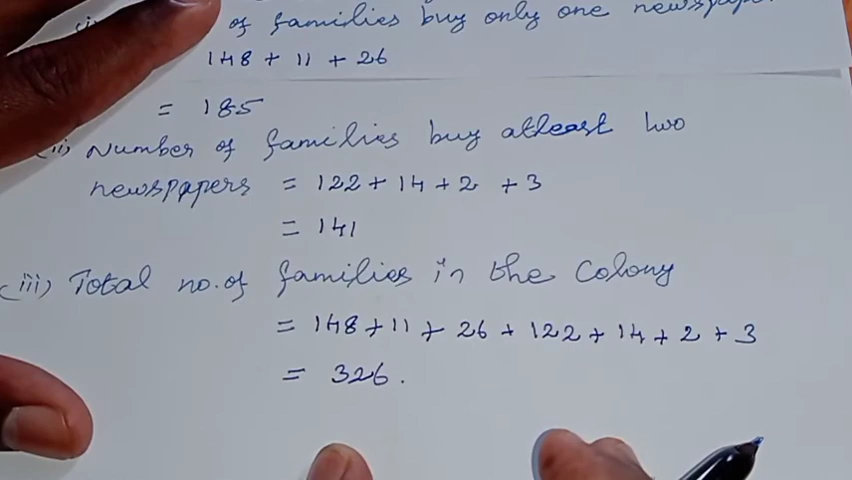 of families buy only one newspaper
148 + 11 + 26
= 185
(ii) Number of families buy atleast two
newspapers = 122 + 14 + 2 + 3
= 141
(iii) Total no. of families in the Colony
= 148 + 11 + 26 + 122 + 14 + 2 + 3
= 326.